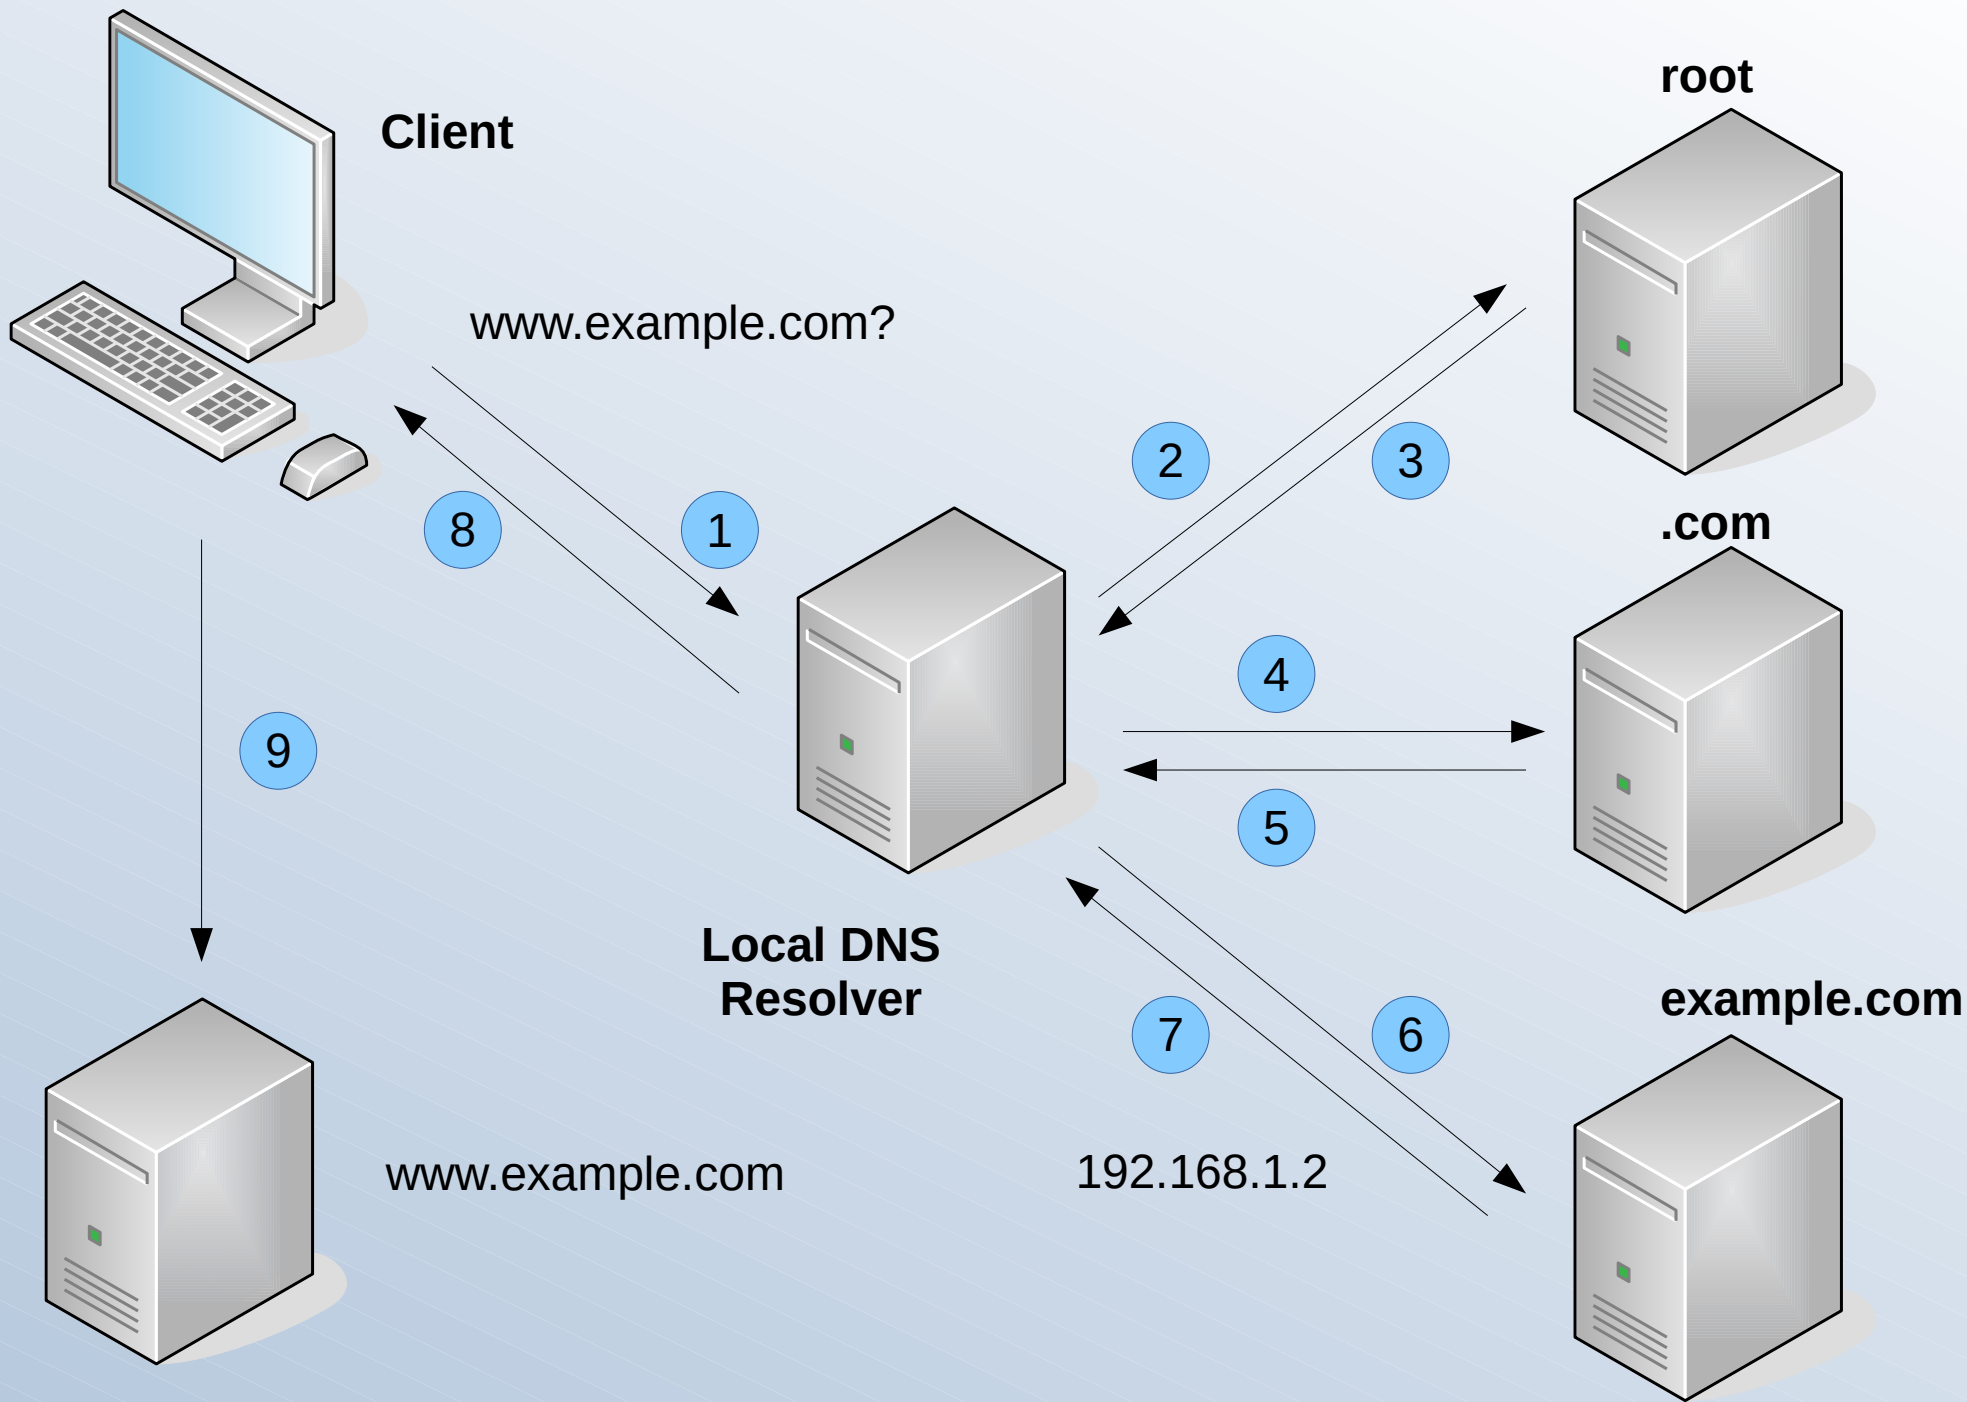 root
Client
www.example.com?
2
3
8
1
.com
4
9
5
Local DNS
Resolver
example.com
7
6
www.example.com
192.168.1.2